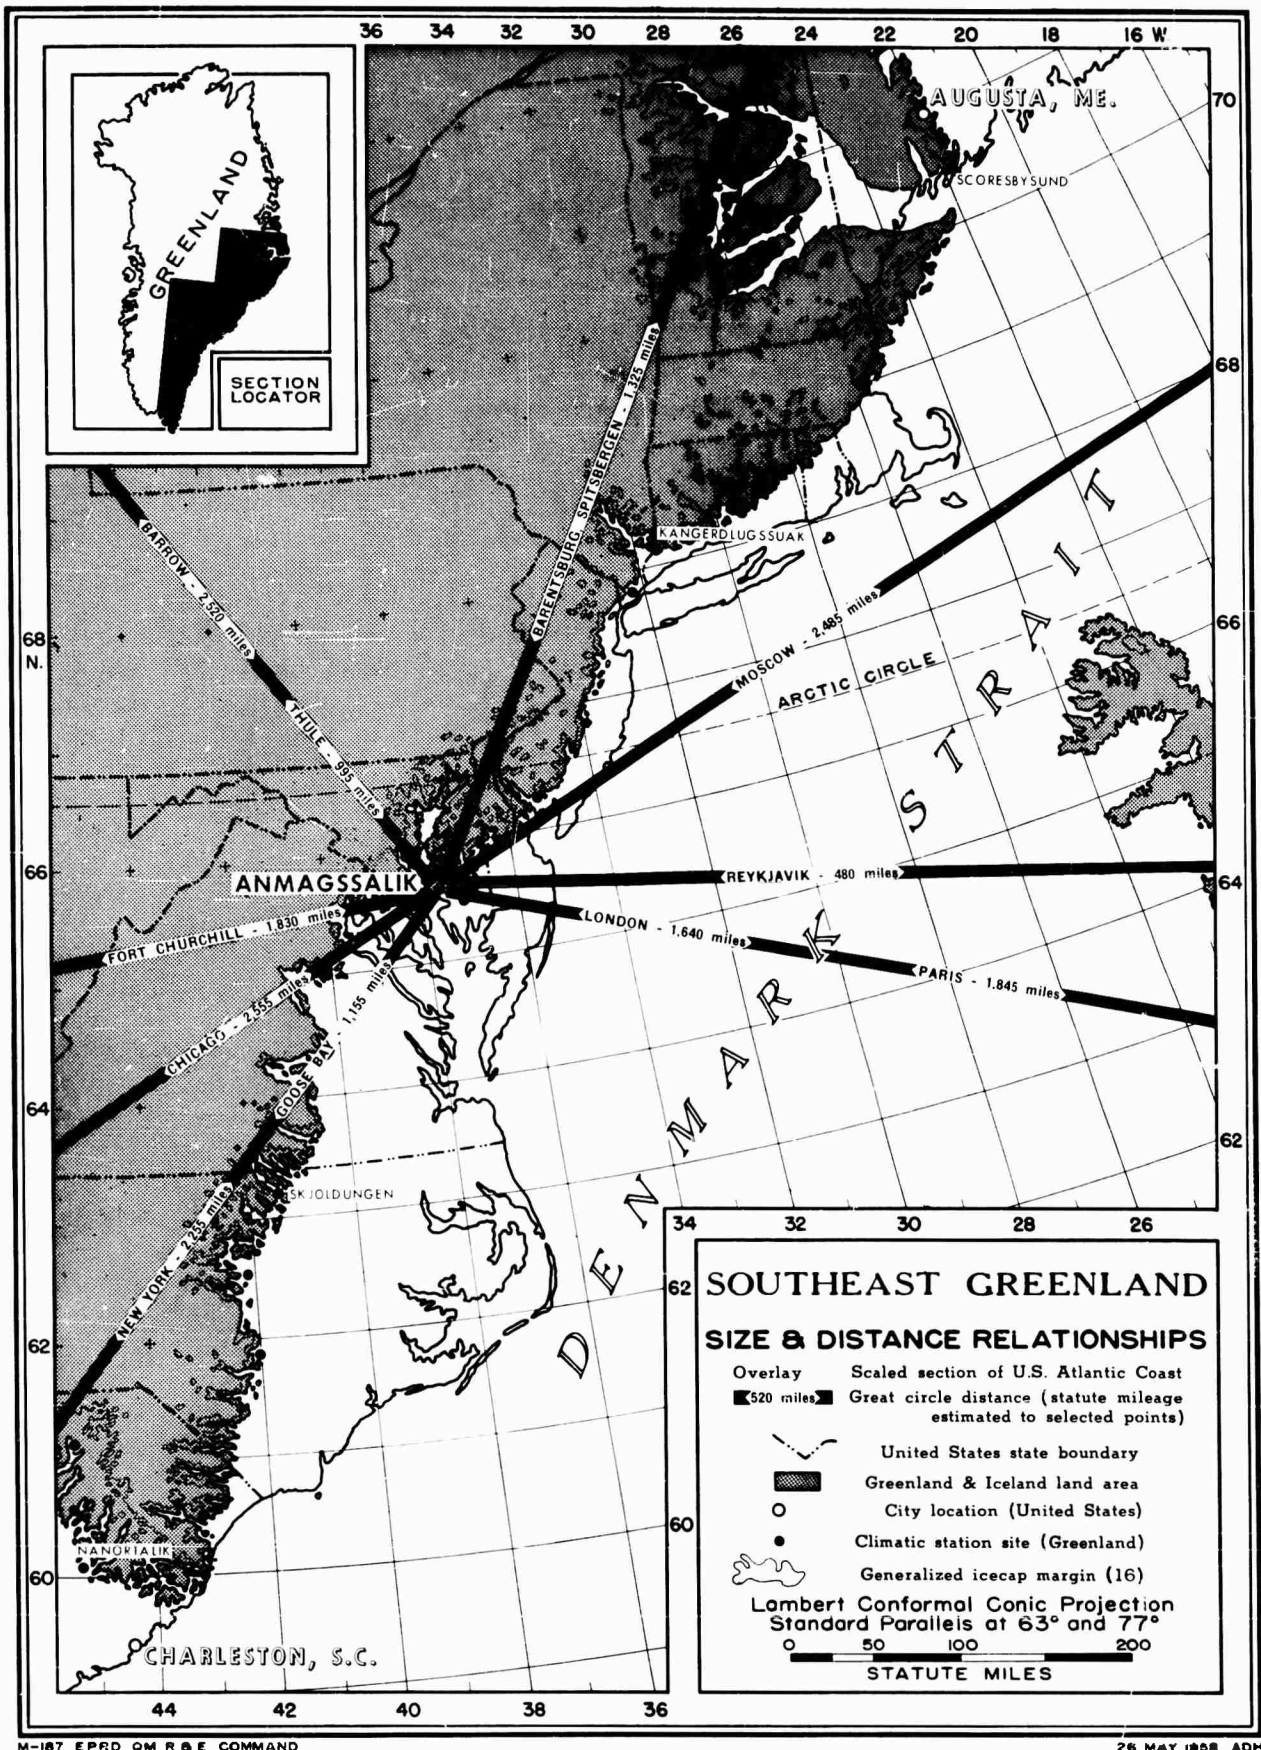 36 34 32 30 28 26 24 22 20 18 16 W
GREENLAND
SECTION
LOCATOR
AUGUSTA, ME.
70
SCORESBYSUND
68
BARENTSBURG SPITSBERGEN - 1,325 miles
KANGERDLUGSSUAK
BARROW - 2,520 miles
MOSCOW - 2,485 miles
ARCTIC CIRCLE
66
68
N.
THULE - 995 miles
DENMARK STRAIT
66
ANMAGSSALIK
REYKJAVIK - 480 miles
64
FORT CHURCHILL - 1,830 miles
LONDON - 1,640 miles
PARIS - 1,845 miles
CHICAGO - 2,555 miles
GOOSE BAY - 1,155 miles
64
62
SKJOLDUNGEN
NEW YORK - 2,255 miles
34 32 30 28 26
62
62
60
NANORTALIK
60
CHARLESTON, S.C.
44 42 40 38 36
SOUTHEAST GREENLAND
SIZE & DISTANCE RELATIONSHIPS
Overlay Scaled section of U.S. Atlantic Coast
520 miles Great circle distance (statute mileage
estimated to selected points)
United States state boundary
Greenland & Iceland land area
City location (United States)
Climatic station site (Greenland)
Generalized icecap margin (16)
Lambert Conformal Conic Projection
Standard Parallels at 63° and 77°
0 50 100 200
STATUTE MILES
M-187 EPRD QM R & E COMMAND
26 MAY 1958 ADH